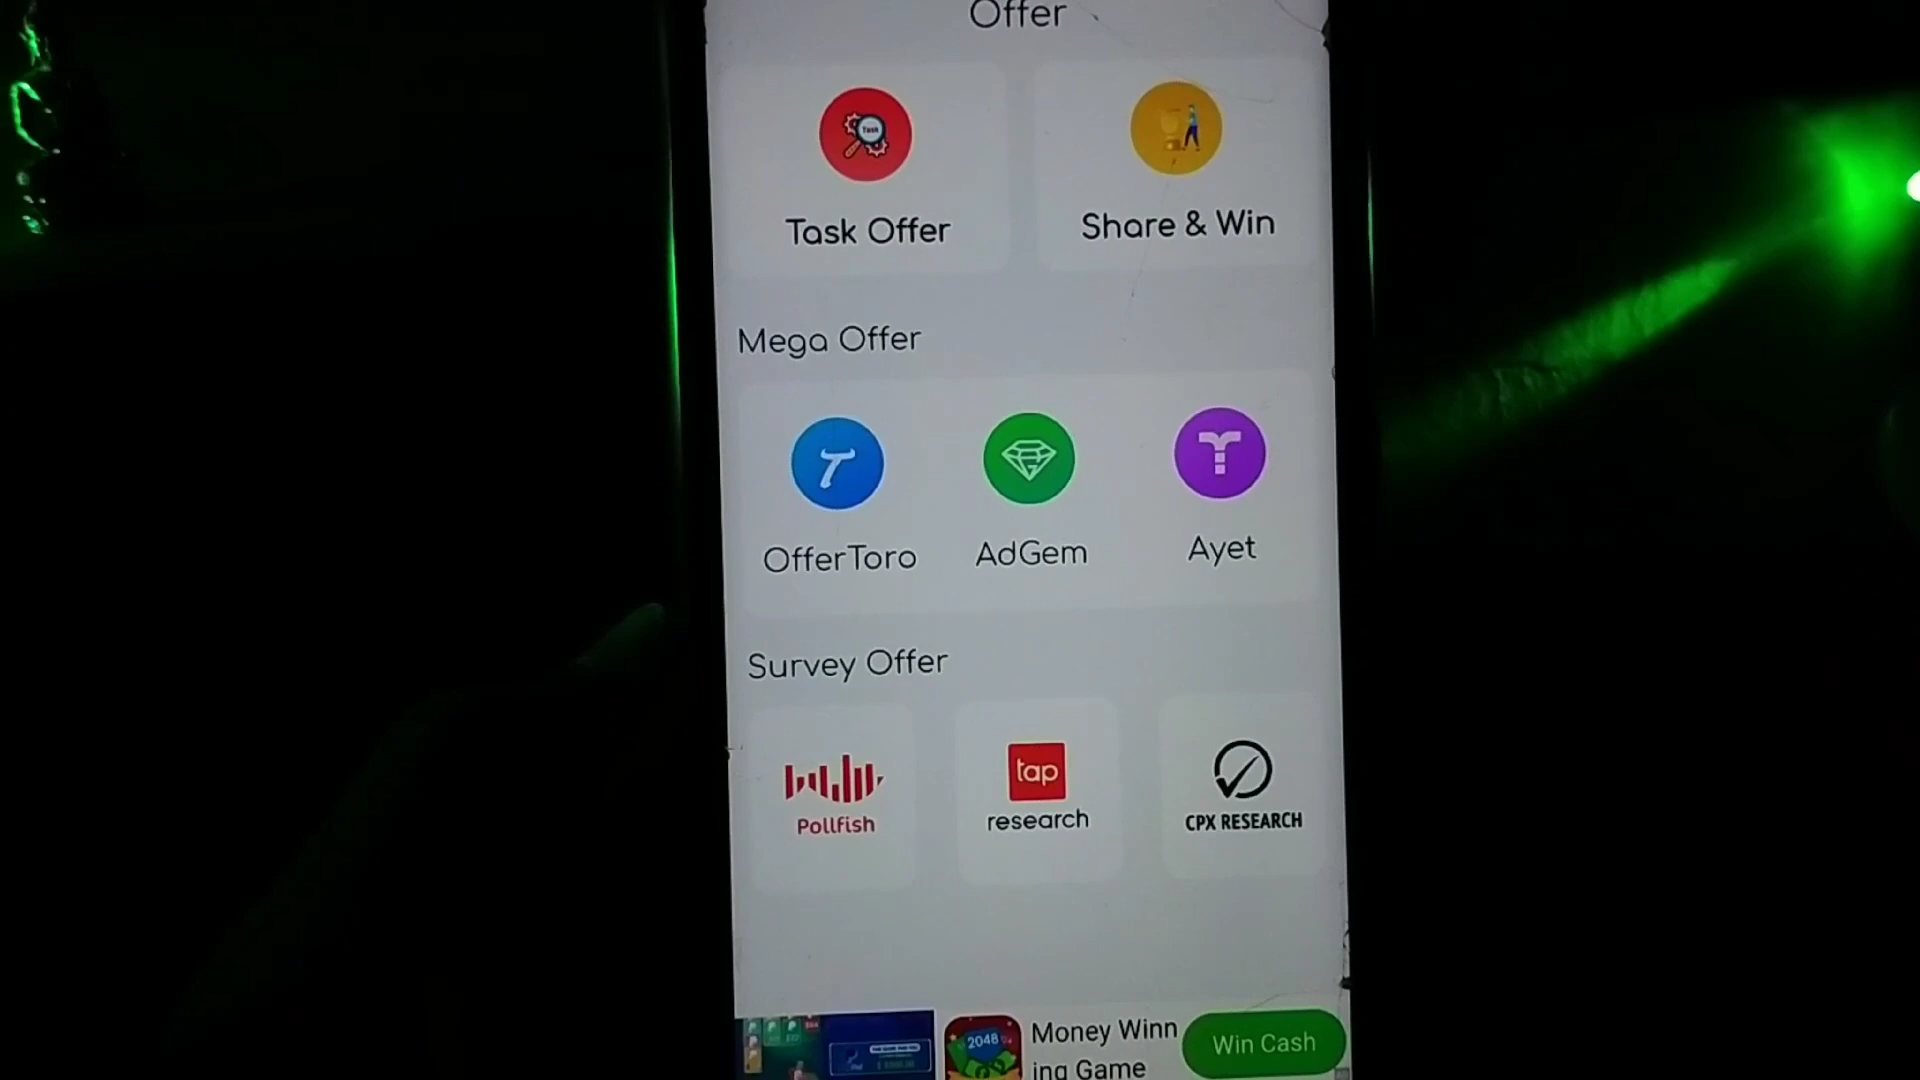 Offer
Task
Task Offer
Share & Win
Mega Offer
OfferToro
AdGem
Ayet
Survey Offer
Pollfish
tap
research
CPX RESEARCH
2048
Money Winn
ing Game
Win Cash